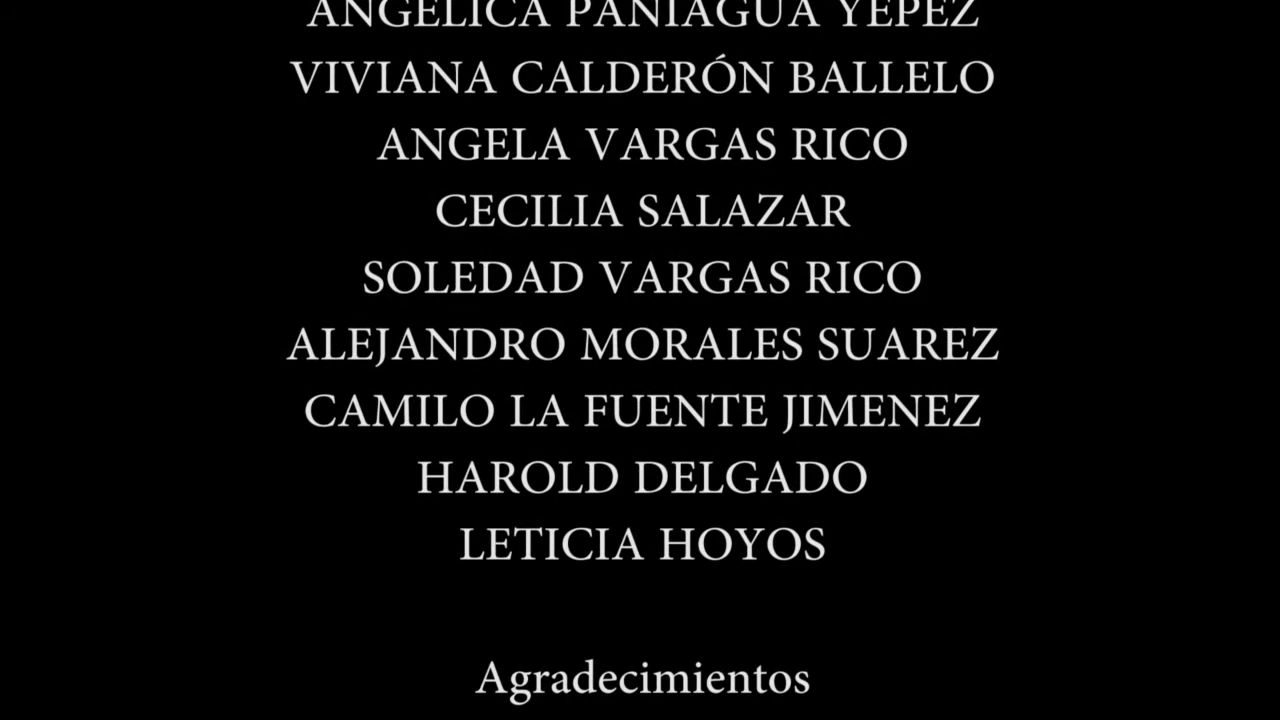 ANGELICA PANIAGUA YEPEZ
VIVIANA CALDERÓN BALLELO
ANGELA VARGAS RICO
CECILIA SALAZAR
SOLEDAD VARGAS RICO
ALEJANDRO MORALES SUAREZ
CAMILO LA FUENTE JIMENEZ
HAROLD DELGADO
LETICIA HOYOS
Agradecimientos